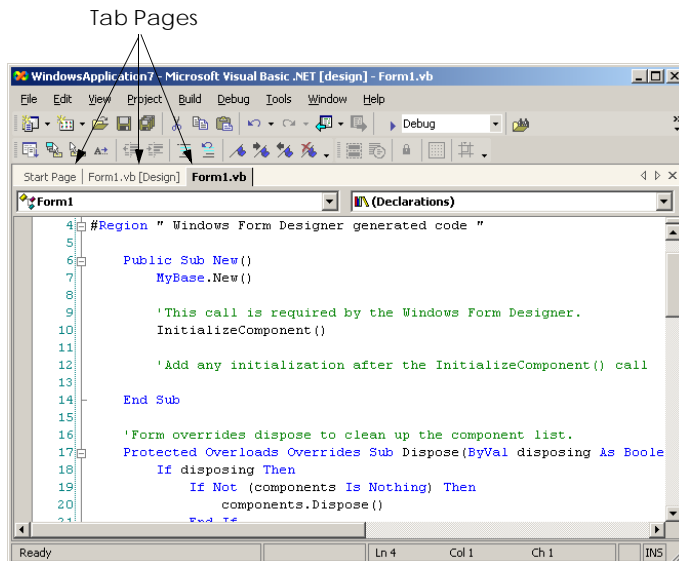 Tab Pages
WindowsApplication7 - Microsoft Visual Basic .NET [design] - Form1.vb
File Edit View Project Build Debug Tools Window Help
Debug
Start Page Form1.vb [Design] Form1.vb
Form1 (Declarations)
4 #Region " Windows Form Designer generated code "
5
6 Public Sub New()
7 MyBase.New()
8
9 'This call is required by the Windows Form Designer.
10 InitializeComponent()
11
12 'Add any initialization after the InitializeComponent() call
13
14 End Sub
15
16 'Form overrides dispose to clean up the component list.
17 Protected Overloads Overrides Sub Dispose(ByVal disposing As Boole
18 If disposing Then
19 If Not (components Is Nothing) Then
20 components.Dispose()
21 End If
Ready Ln 4 Col 1 Ch 1 INS